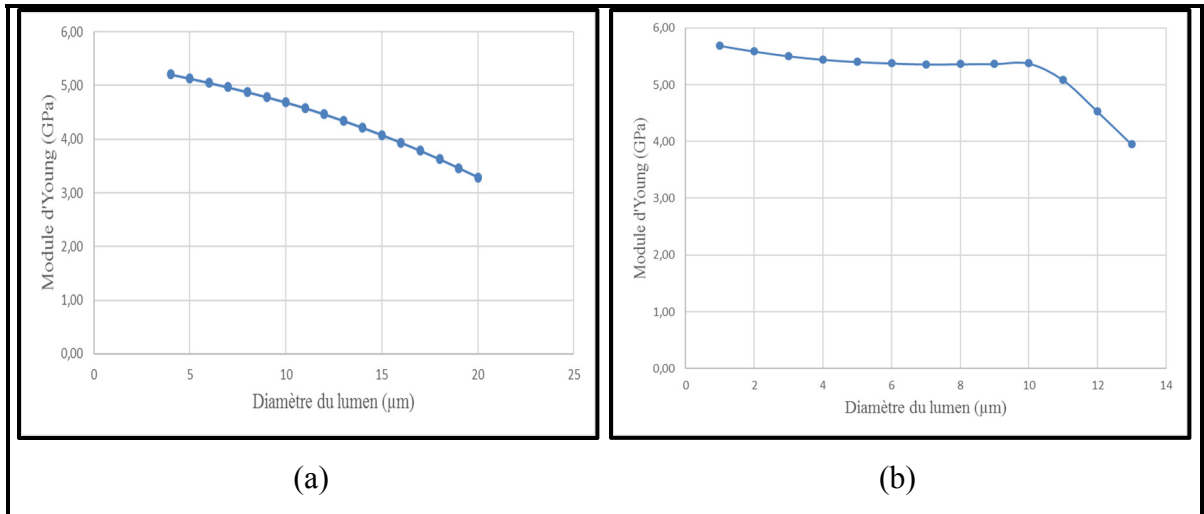 6,00
5,00
4,00
3,00
2,00
1,00
0,00
Module d'Young (GPa)
0 5 10 15 20 25
Diamètre du lumen (µm)
(a)
6,00
5,00
4,00
3,00
2,00
1,00
0,00
Module d'Young (GPa)
0 2 4 6 8 10 12 14
Diamètre du lumen (µm)
(b)